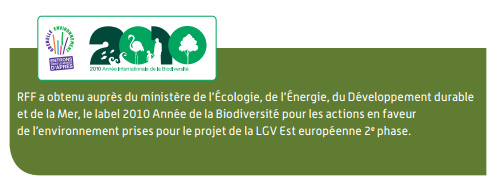 GRENELLE ENVIRONNEMENT
ENTRONS
DANS LE MONDE
D'APRÈS
2010
2010 Année Internationale de la Biodiversité
RFF a obtenu auprès du ministère de l'Écologie, de l'Énergie, du Développement durable
et de la Mer, le label 2010 Année de la Biodiversité pour les actions en faveur
de l'environnement prises pour le projet de la LGV Est européenne 2e phase.